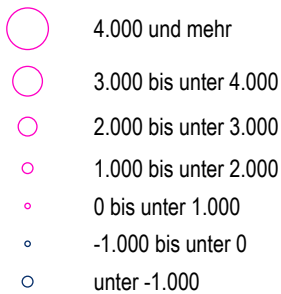 4.000 und mehr
3.000 bis unter 4.000
2.000 bis unter 3.000
1.000 bis unter 2.000
0 bis unter 1.000
-1.000 bis unter 0
unter -1.000